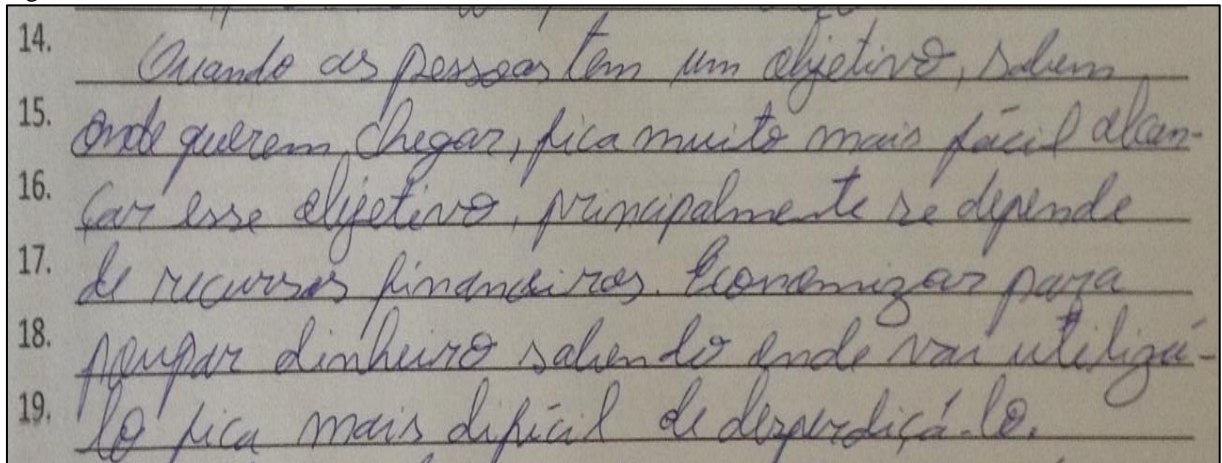 14. Quando as pessoas tem um objetivo, sabem
15. onde querem chegar, fica muito mais fácil alcan-
16. çar esse objetivo, principalmente se depende
17. de recursos financeiros. Economizar para
18. poupar dinheiro sabendo onde vai utilizá-
19. lo fica mais difícil de desperdiçá-lo.